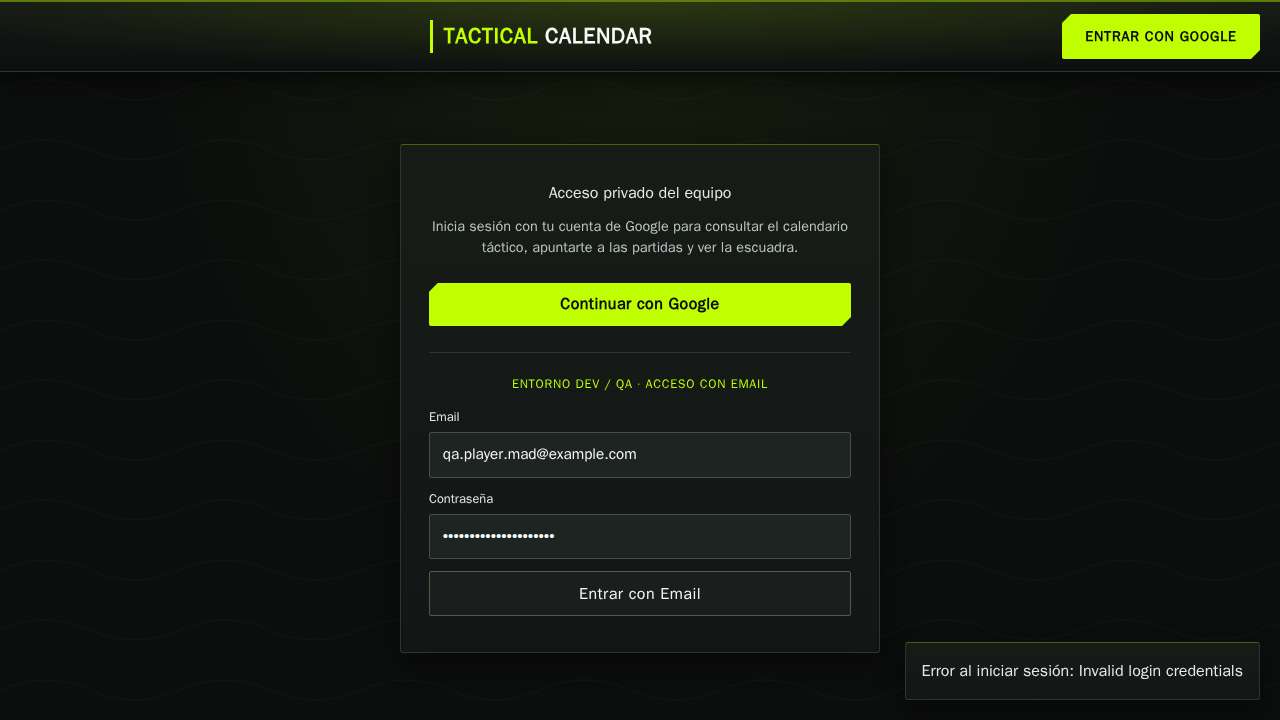 TACTICAL CALENDAR
ENTRAR CON GOOGLE
Acceso privado del equipo
Inicia sesión con tu cuenta de Google para consultar el calendario
táctico, apuntarte a las partidas y ver la escuadra.
Continuar con Google
ENTORNO DEV / QA · ACCESO CON EMAIL
Email
qa.player.mad@example.com
Contraseña
•••••••••••••••••••••
Entrar con Email
Error al iniciar sesión: Invalid login credentials